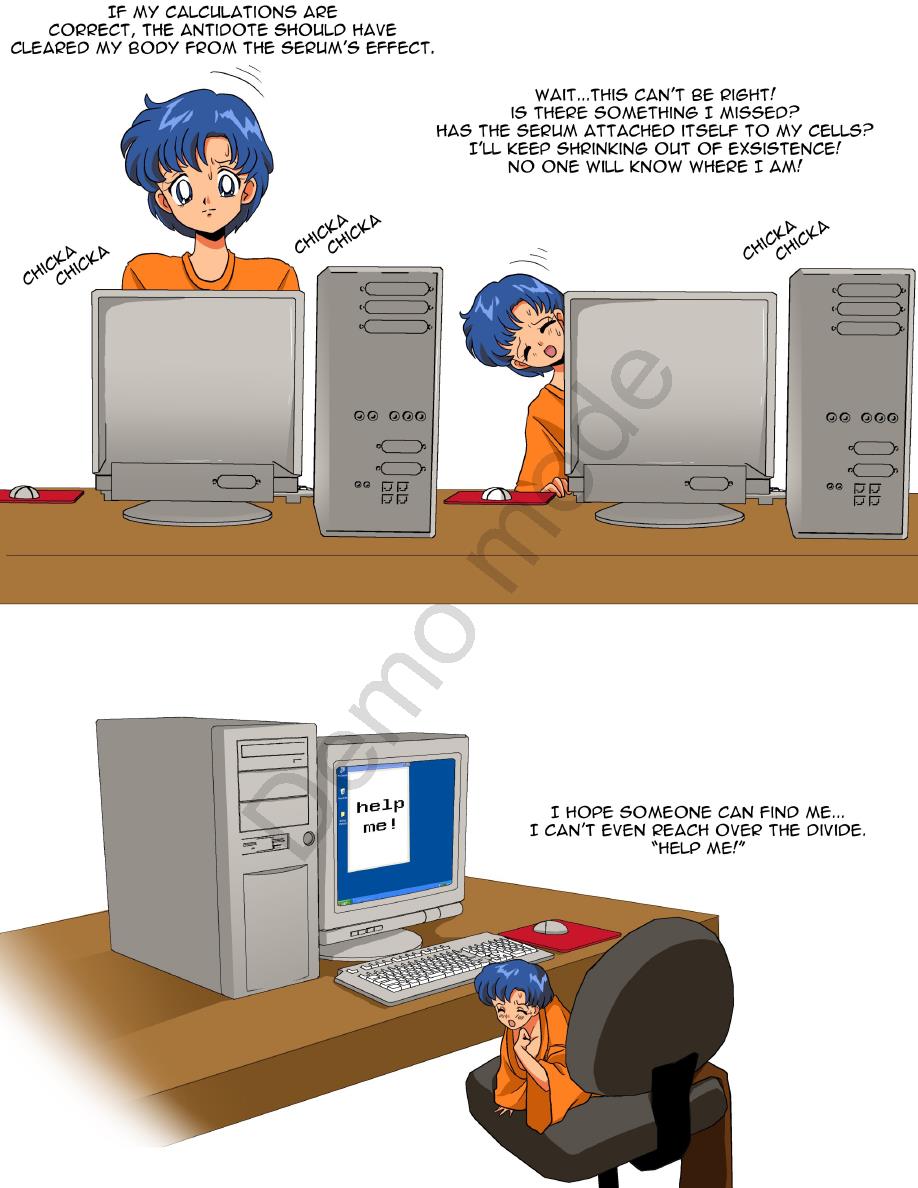 IF MY CALCULATIONS ARE
CORRECT, THE ANTIDOTE SHOULD HAVE
CLEARED MY BODY FROM THE SERUM'S EFFECT.
WAIT...THIS CAN'T BE RIGHT!
IS THERE SOMETHING I MISSED?
HAS THE SERUM ATTACHED ITSELF TO MY CELLS?
I'LL KEEP SHRINKING OUT OF EXSISTENCE!
NO ONE WILL KNOW WHERE I AM!
CHICKA
CHICKA
CHICKA
CHICKA
CHICKA
CHICKA
Demo mode
help
me!
I HOPE SOMEONE CAN FIND ME...
I CAN'T EVEN REACH OVER THE DIVIDE.
"HELP ME!"